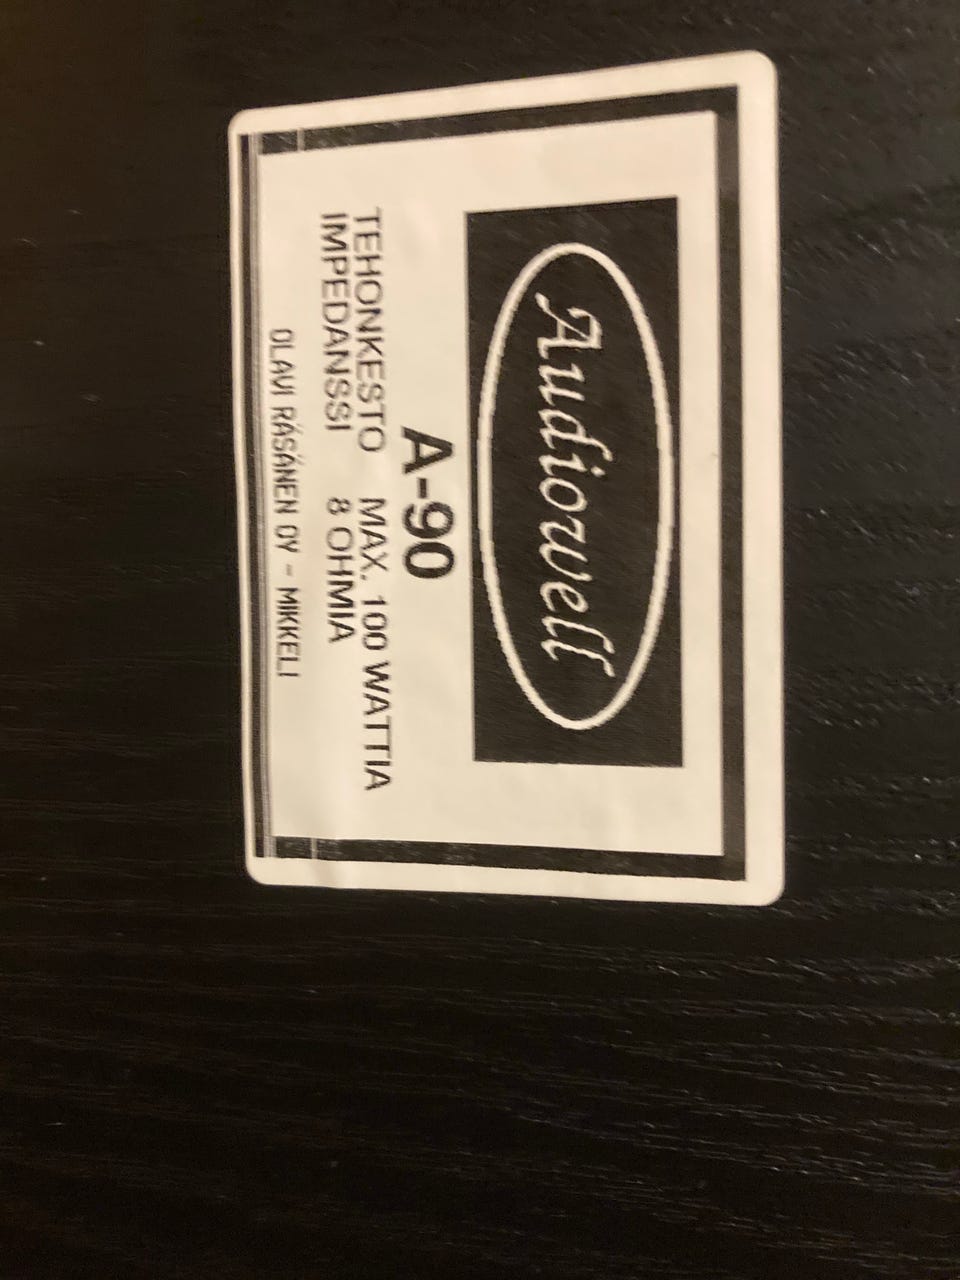 Audiowell
A-90
TEHONKESTO MAX. 100 WATTIA
IMPEDANSSI 8 OHMIA
OLAVI RÄSÄNEN OY - MIKKELI